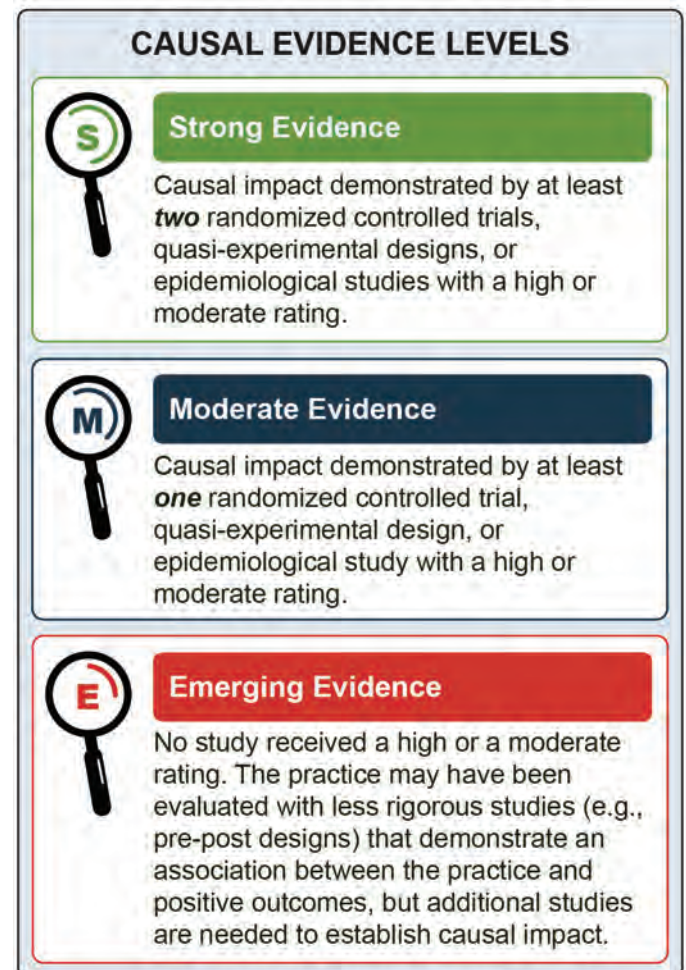 CAUSAL EVIDENCE LEVELS
S
Strong Evidence
Causal impact demonstrated by at least
two randomized controlled trials,
quasi-experimental designs, or
epidemiological studies with a high or
moderate rating.
M
Moderate Evidence
Causal impact demonstrated by at least
one randomized controlled trial,
quasi-experimental design, or
epidemiological study with a high or
moderate rating.
E
Emerging Evidence
No study received a high or a moderate
rating. The practice may have been
evaluated with less rigorous studies (e.g.,
pre-post designs) that demonstrate an
association between the practice and
positive outcomes, but additional studies
are needed to establish causal impact.